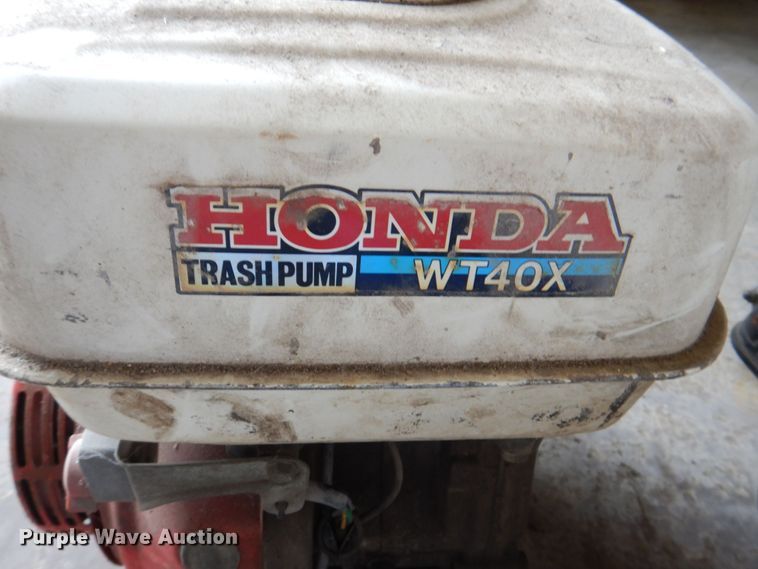 HONDA
TRASH PUMP WT40X
Purple Wave Auction